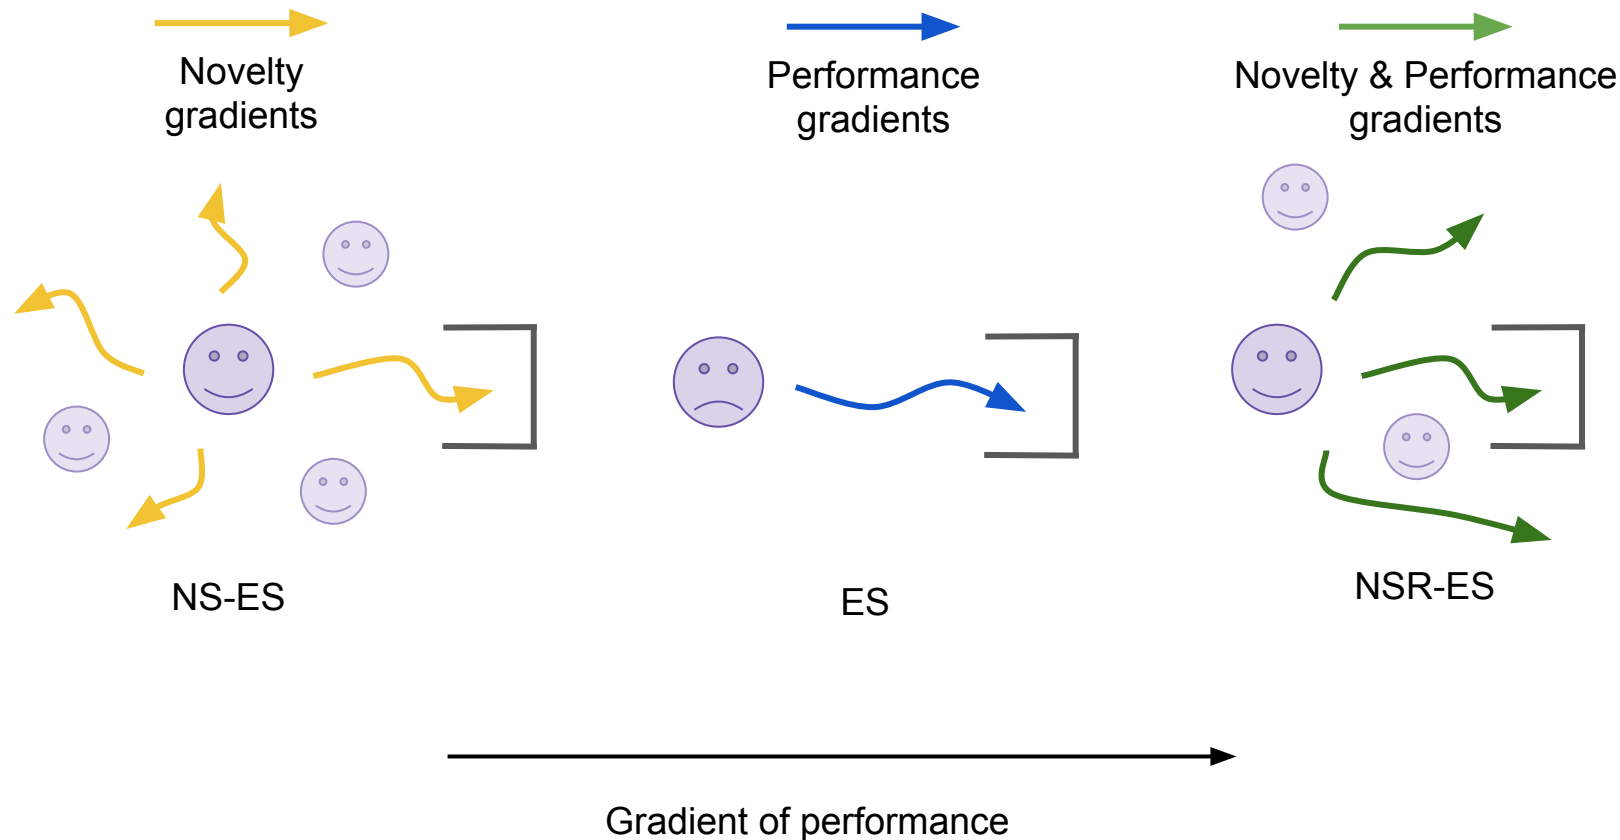 Novelty
gradients
Performance
gradients
Novelty & Performance
gradients
NS-ES
ES
NSR-ES
Gradient of performance